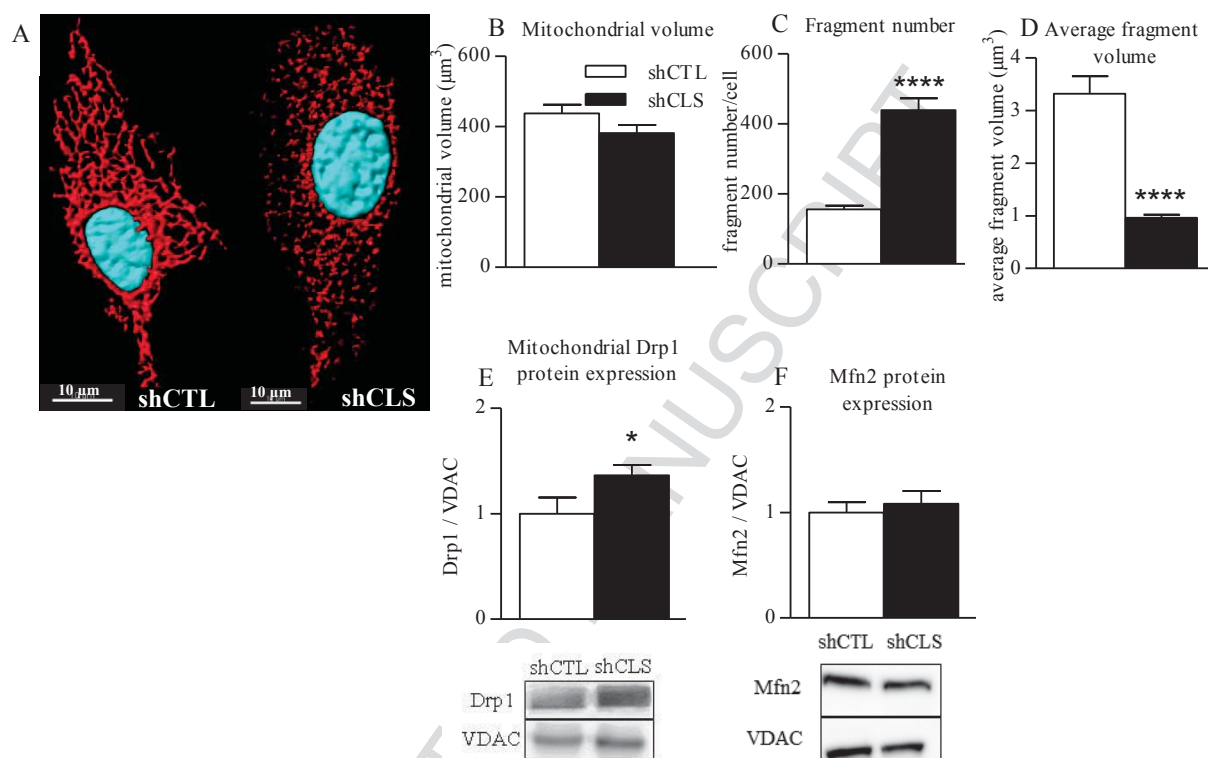 A
10 µm
shCTL
10 µm
shCLS
B
Mitochondrial volume
mitochondrial volume (µm³)
600
400
200
0
shCTL
shCLS
C
Fragment number
fragment number/cell
600
400
200
0
****
D
Average fragment
volume
average fragment volume (µm³)
4
3
2
1
0
****
E
Mitochondrial Drp1
protein expression
Drp1 / VDAC
2
1
0
*
shCTL shCLS
Drp1
VDAC
F
Mfn2 protein
expression
Mfn2 / VDAC
2
1
0
shCTL shCLS
Mfn2
VDAC
NUSCRIPT